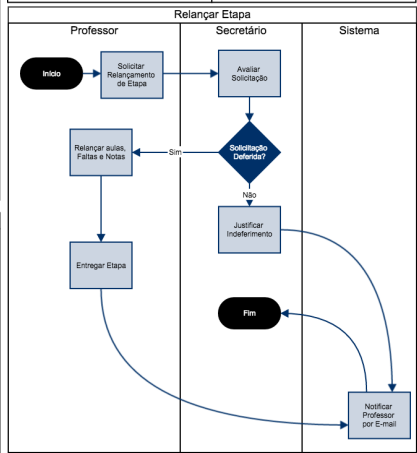 Relançar Etapa
Professor
Secretário
Sistema
Início
Solicitar
Relançamento
de Etapa
Avaliar
Solicitação
Solicitação
Deferida?
Sim
Relançar aulas,
Faltas e Notas
Não
Justificar
Indeferimento
Entregar Etapa
Fim
Notificar
Professor
por E-mail